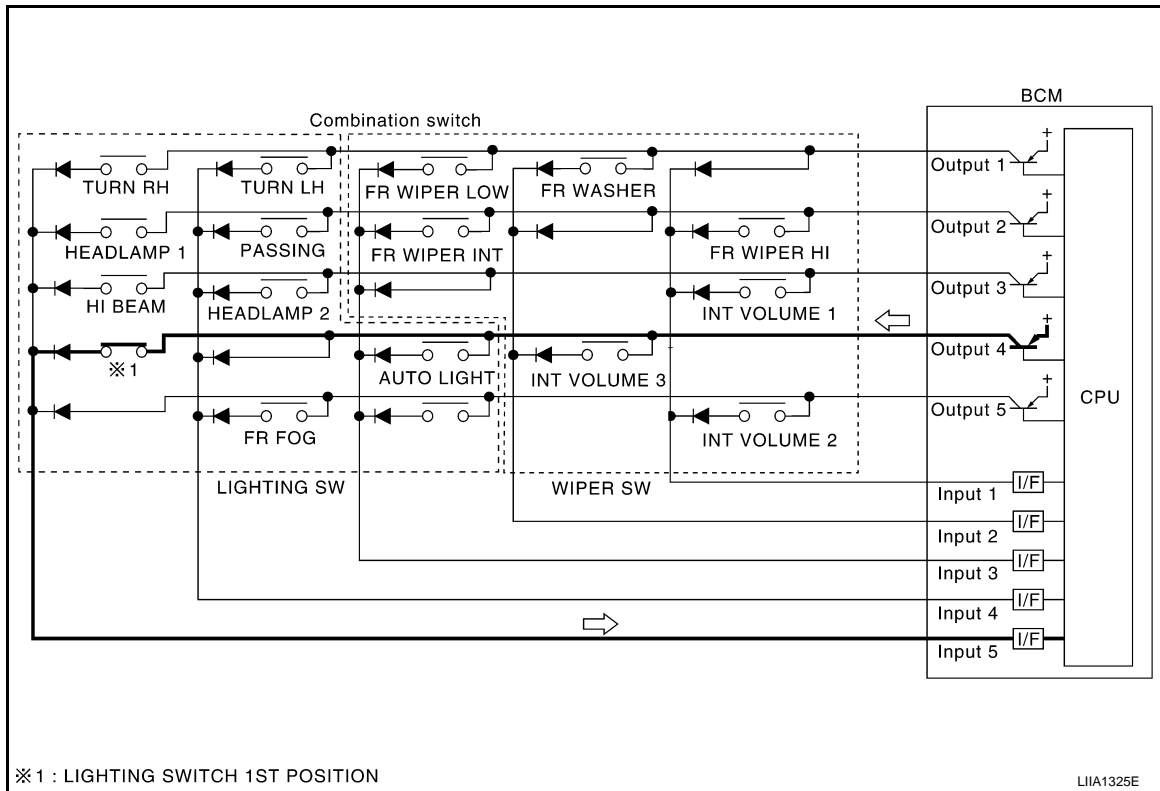 BCM
Combination switch
Output 1
TURN RH
TURN LH
FR WIPER LOW
FR WASHER
Output 2
HEADLAMP 1
PASSING
FR WIPER INT
FR WIPER HI
Output 3
HI BEAM
HEADLAMP 2
INT VOLUME 1
Output 4
※1
AUTO LIGHT
INT VOLUME 3
CPU
Output 5
FR FOG
INT VOLUME 2
LIGHTING SW
WIPER SW
Input 1
I/F
Input 2
I/F
Input 3
I/F
Input 4
I/F
Input 5
I/F
+
+
+
+
+
※1 : LIGHTING SWITCH 1ST POSITION
LIIA1325E